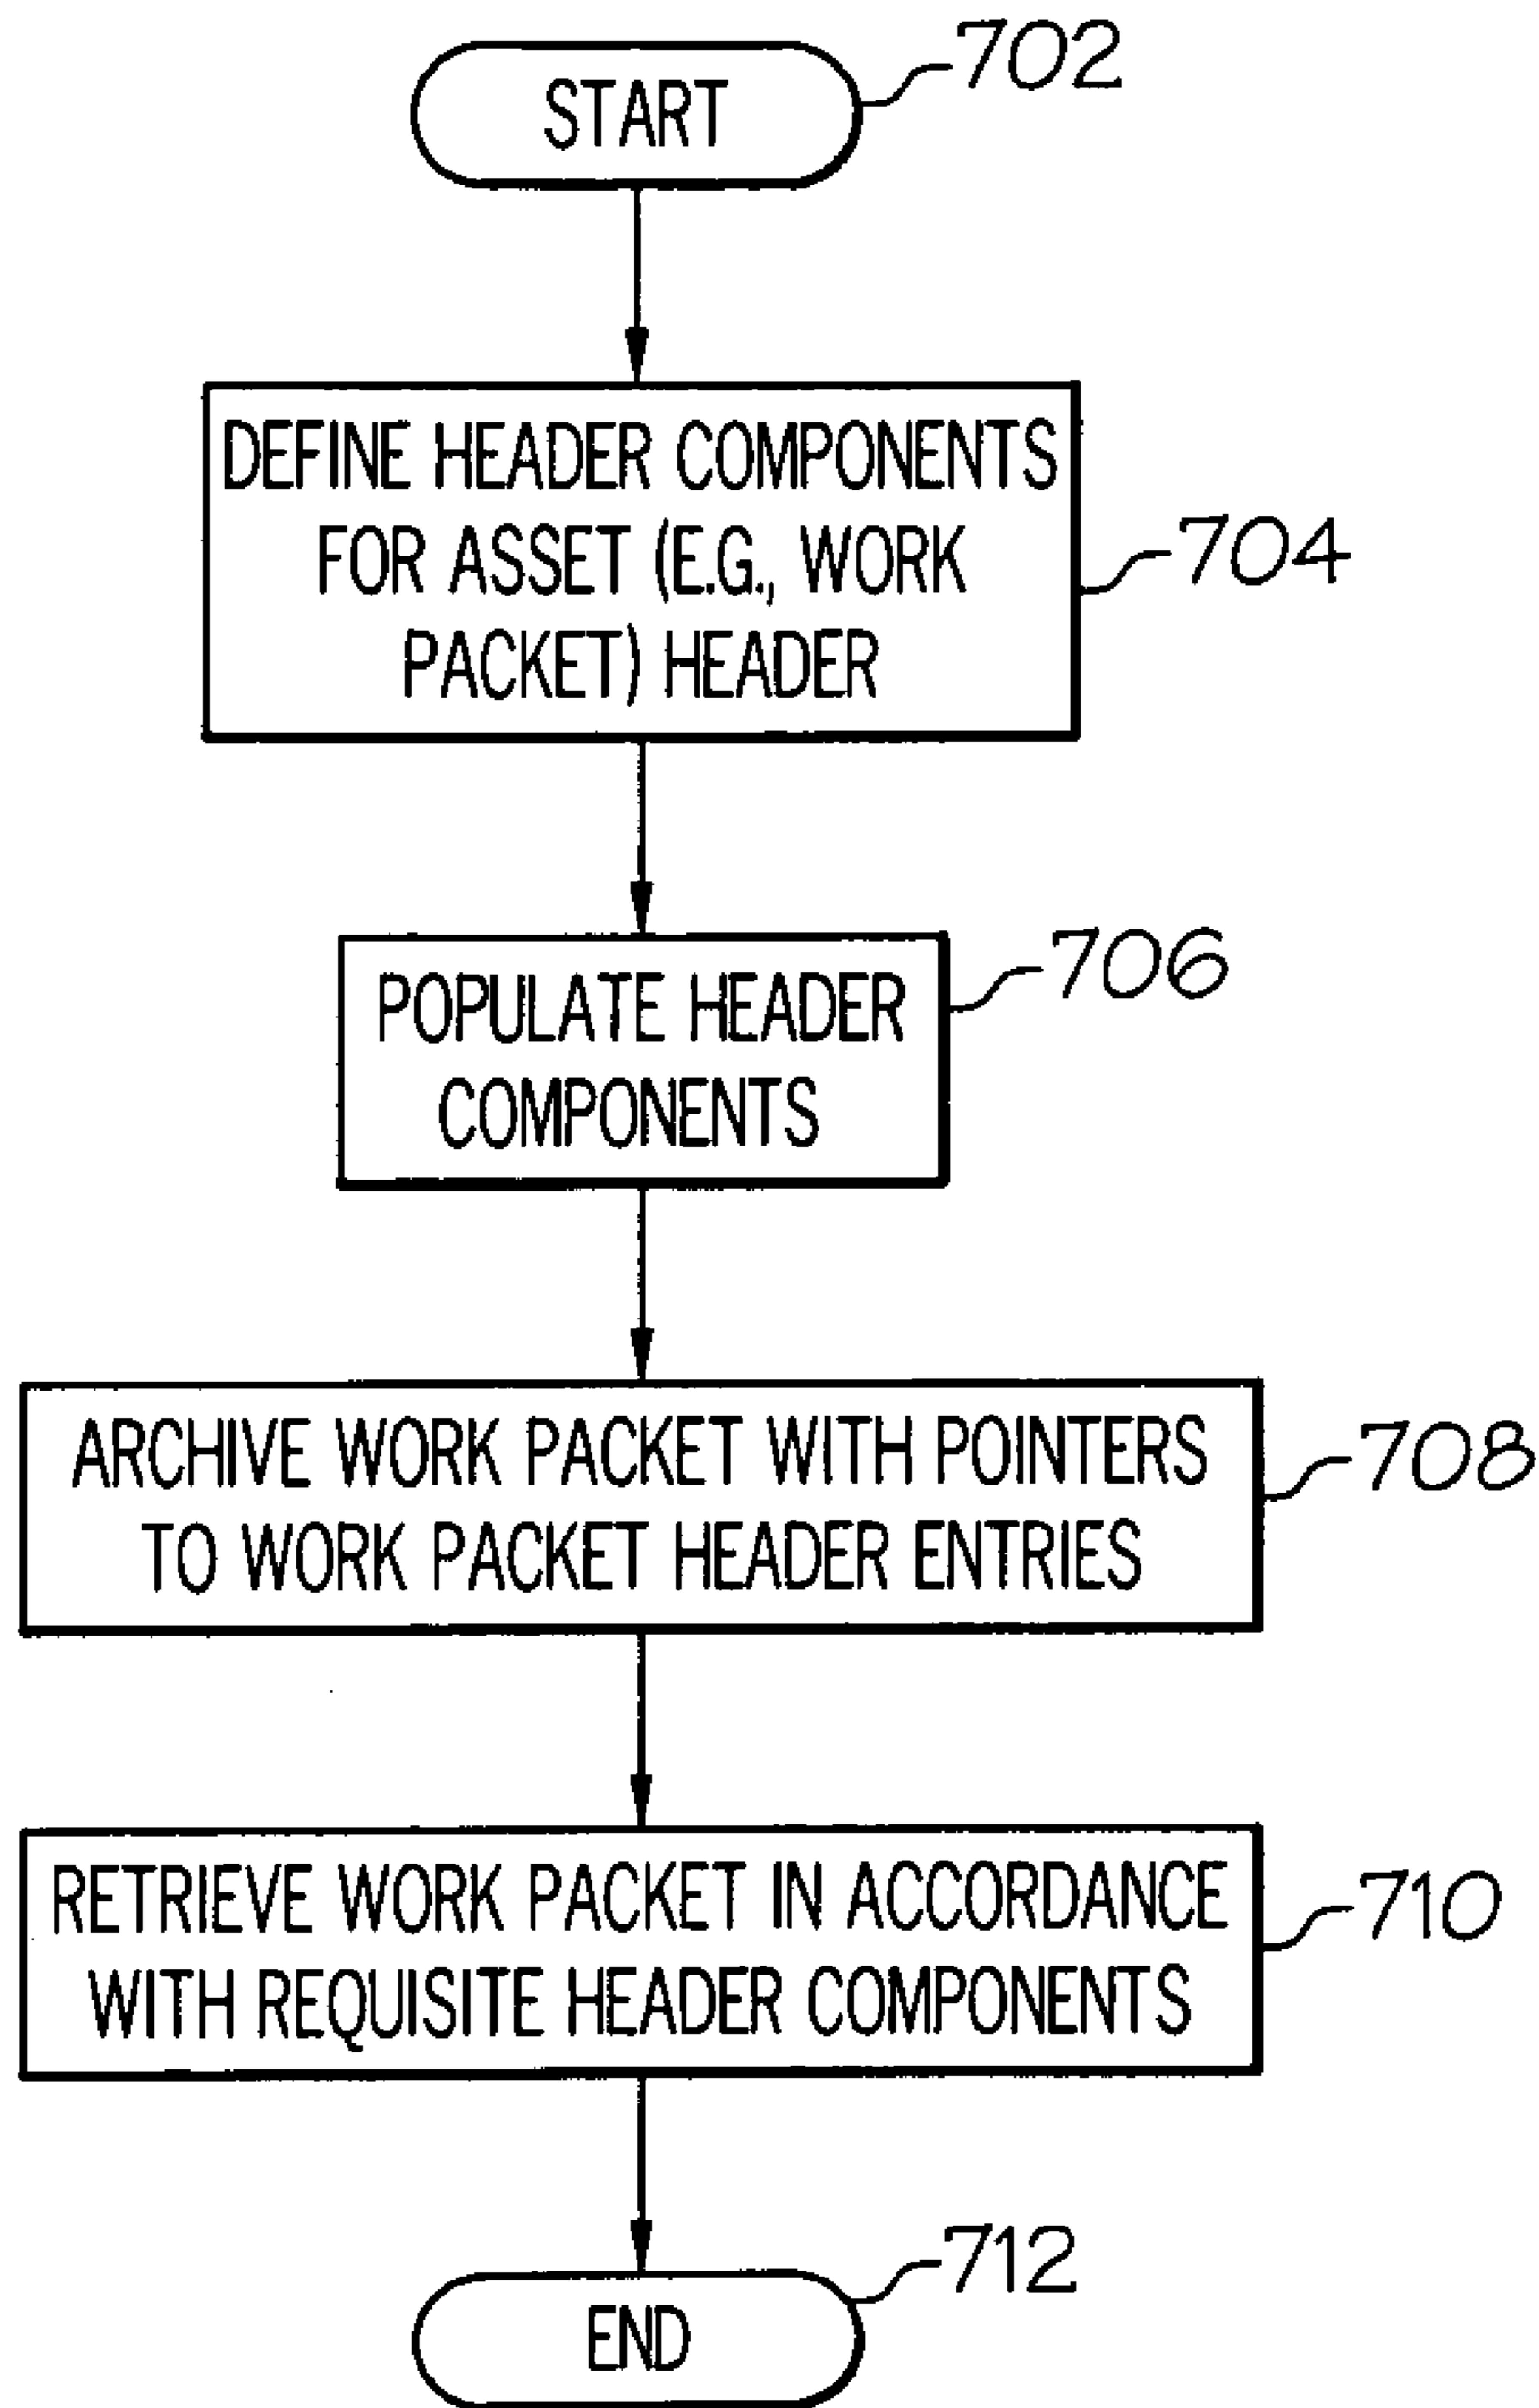 START
702
DEFINE HEADER COMPONENTS
FOR ASSET (E.G., WORK
PACKET) HEADER
704
POPULATE HEADER
COMPONENTS
706
ARCHIVE WORK PACKET WITH POINTERS
TO WORK PACKET HEADER ENTRIES
708
RETRIEVE WORK PACKET IN ACCORDANCE
WITH REQUISITE HEADER COMPONENTS
710
END
712